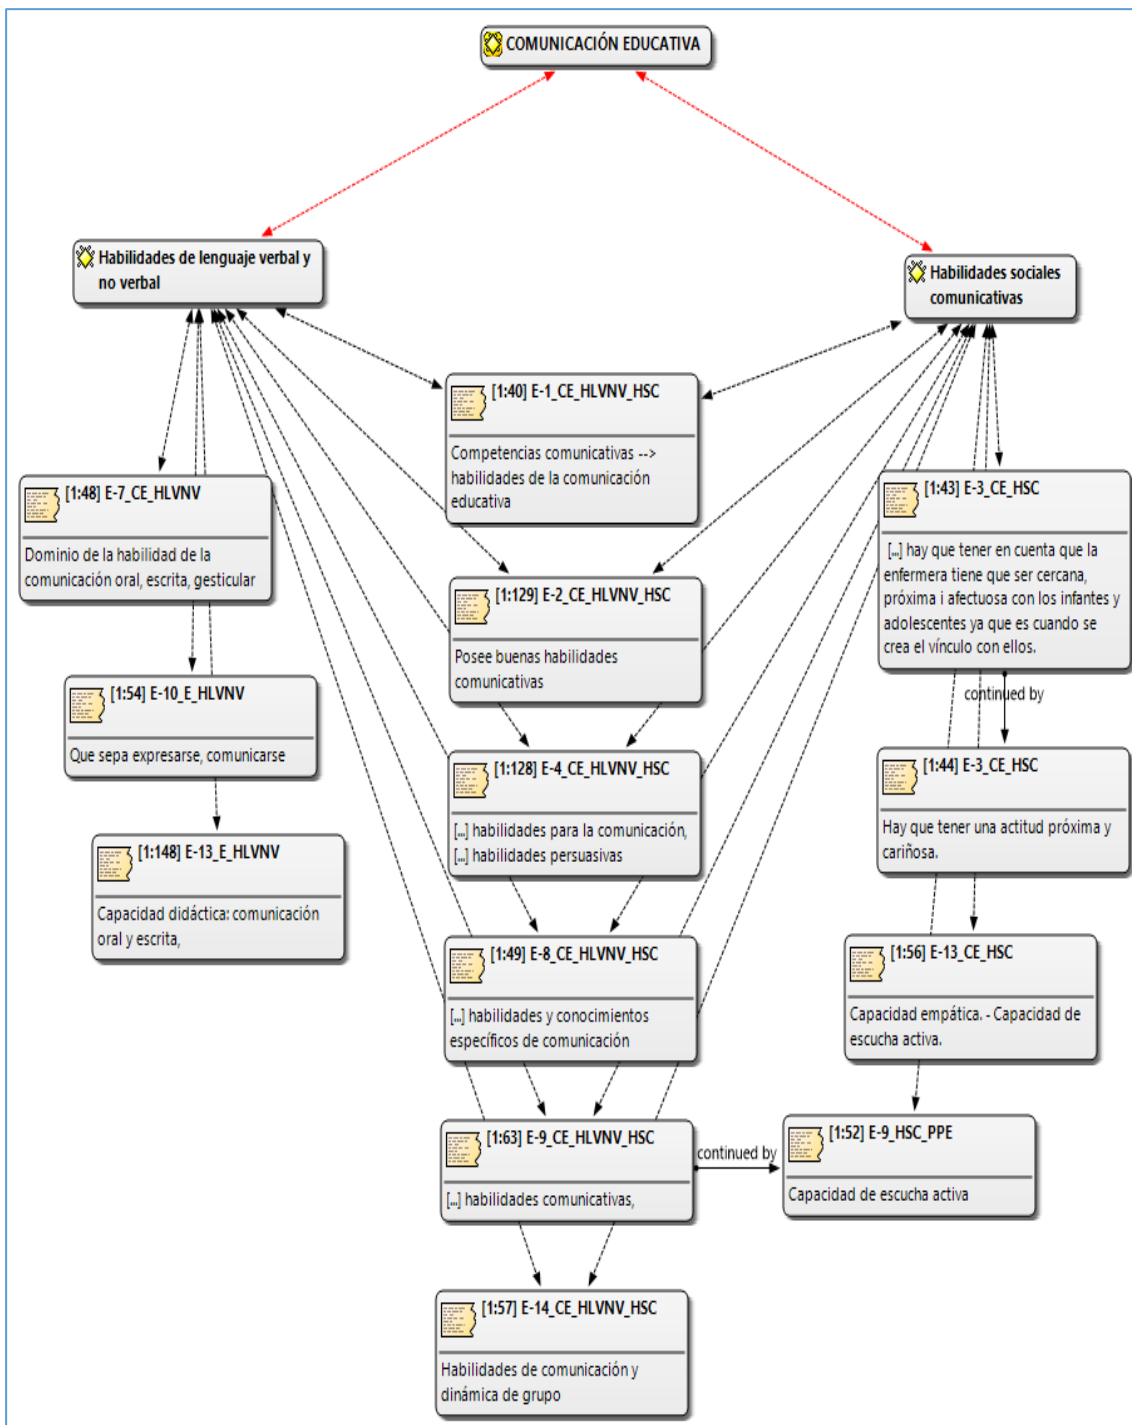 COMUNICACIÓN EDUCATIVA
Habilidades de lenguaje verbal y
no verbal
Habilidades sociales
comunicativas
[1:40] E-1_CE_HLVNV_HSC
Competencias comunicativas -->
habilidades de la comunicación
educativa
[1:48] E-7_CE_HLVNV
Dominio de la habilidad de la
comunicación oral, escrita, gesticular
[1:43] E-3_CE_HSC
[...] hay que tener en cuenta que la
enfermera tiene que ser cercana,
próxima i afectuosa con los infantes y
adolescentes ya que es cuando se
crea el vínculo con ellos.
continued by
[1:129] E-2_CE_HLVNV_HSC
Posee buenas habilidades
comunicativas
[1:54] E-10_E_HLVNV
Que sepa expresarse, comunicarse
[1:128] E-4_CE_HLVNV_HSC
[...] habilidades para la comunicación,
[...] habilidades persuasivas
[1:44] E-3_CE_HSC
Hay que tener una actitud próxima y
cariñosa.
[1:148] E-13_E_HLVNV
Capacidad didáctica: comunicación
oral y escrita,
[1:49] E-8_CE_HLVNV_HSC
[...] habilidades y conocimientos
específicos de comunicación
[1:56] E-13_CE_HSC
Capacidad empática. - Capacidad de
escucha activa.
[1:63] E-9_CE_HLVNV_HSC
[...] habilidades comunicativas,
continued by
[1:52] E-9_HSC_PPE
Capacidad de escucha activa
[1:57] E-14_CE_HLVNV_HSC
Habilidades de comunicación y
dinámica de grupo